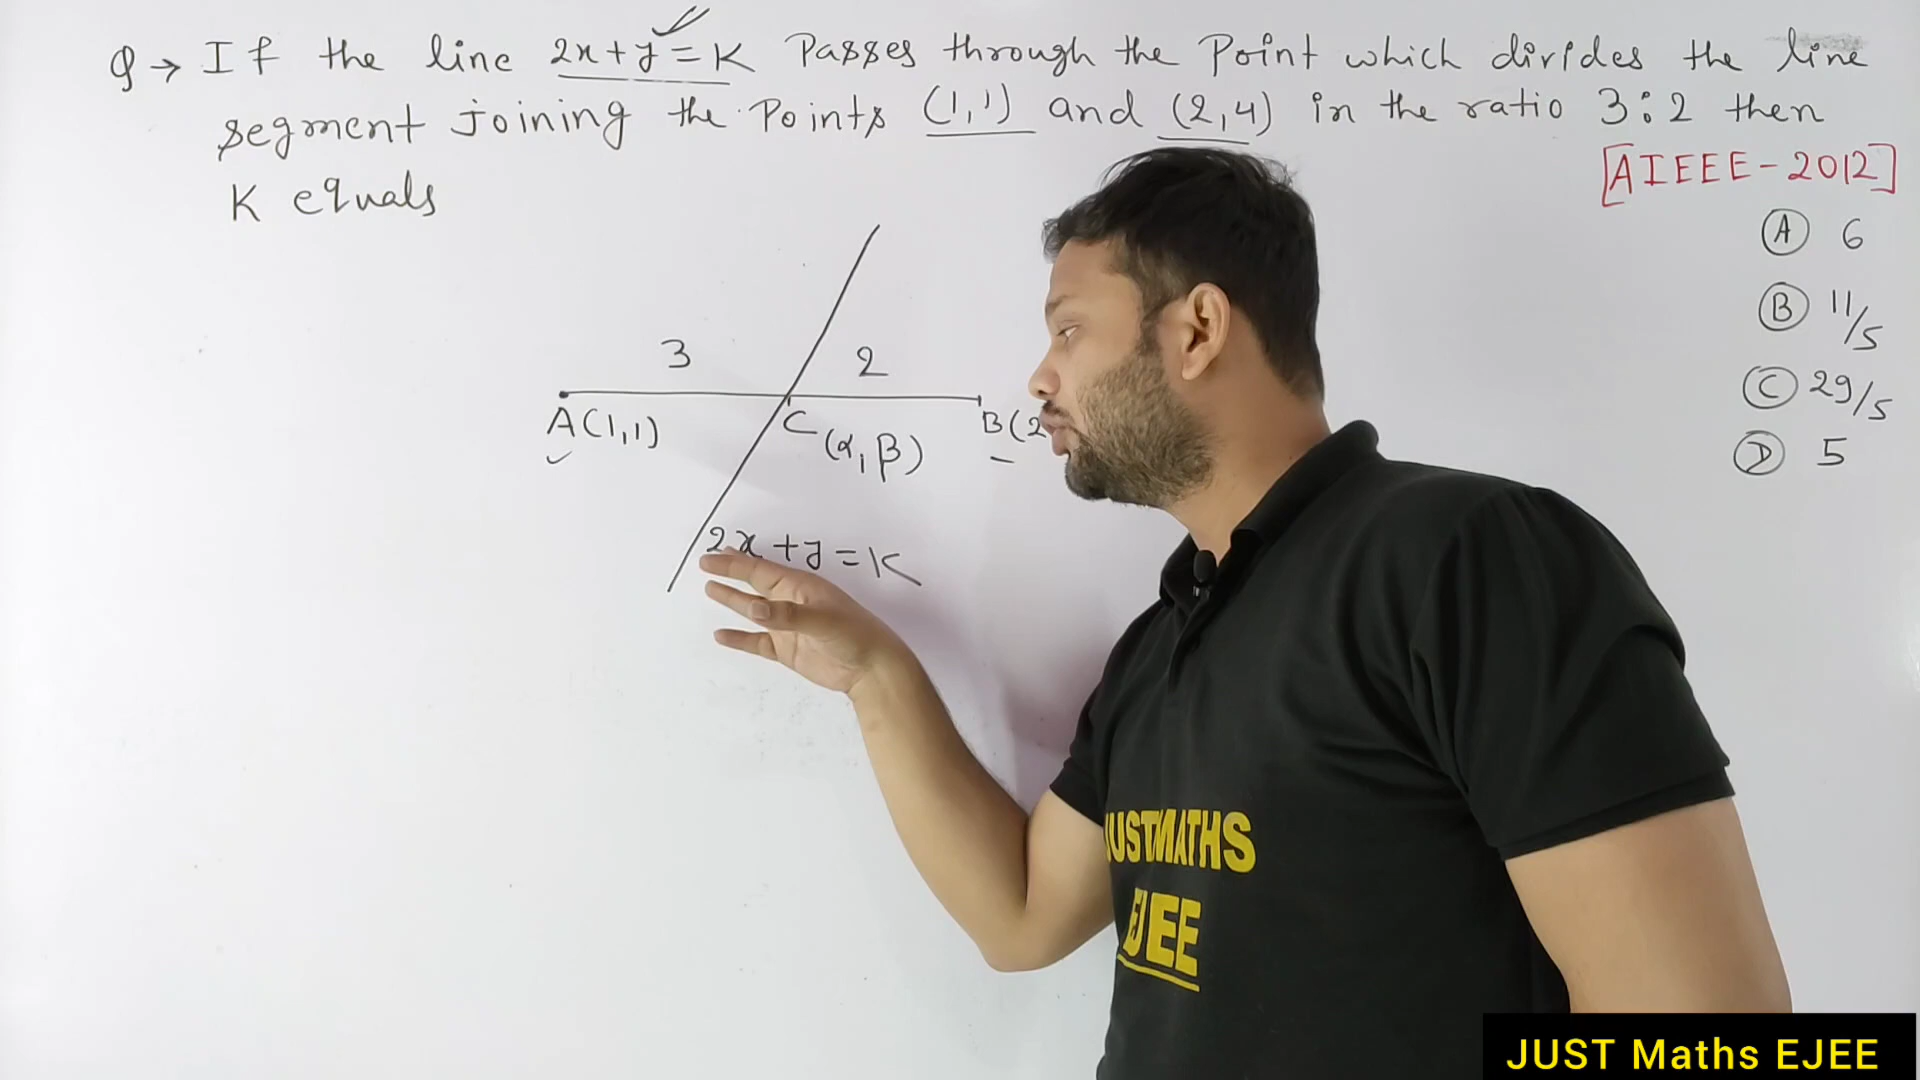 Q → If the line 2x+y=K Passes through the Point which divides the line
segment joining the Points (1,1) and (2,4) in the ratio 3:2 then
K equals
[AIEEE-2012]
(A) 6
(B) 11/5
(C) 29/5
(D) 5
3 2
A(1,1) C(α,β) B(2
2x+y=K
JUSTMATHS
EJEE
JUST Maths EJEE